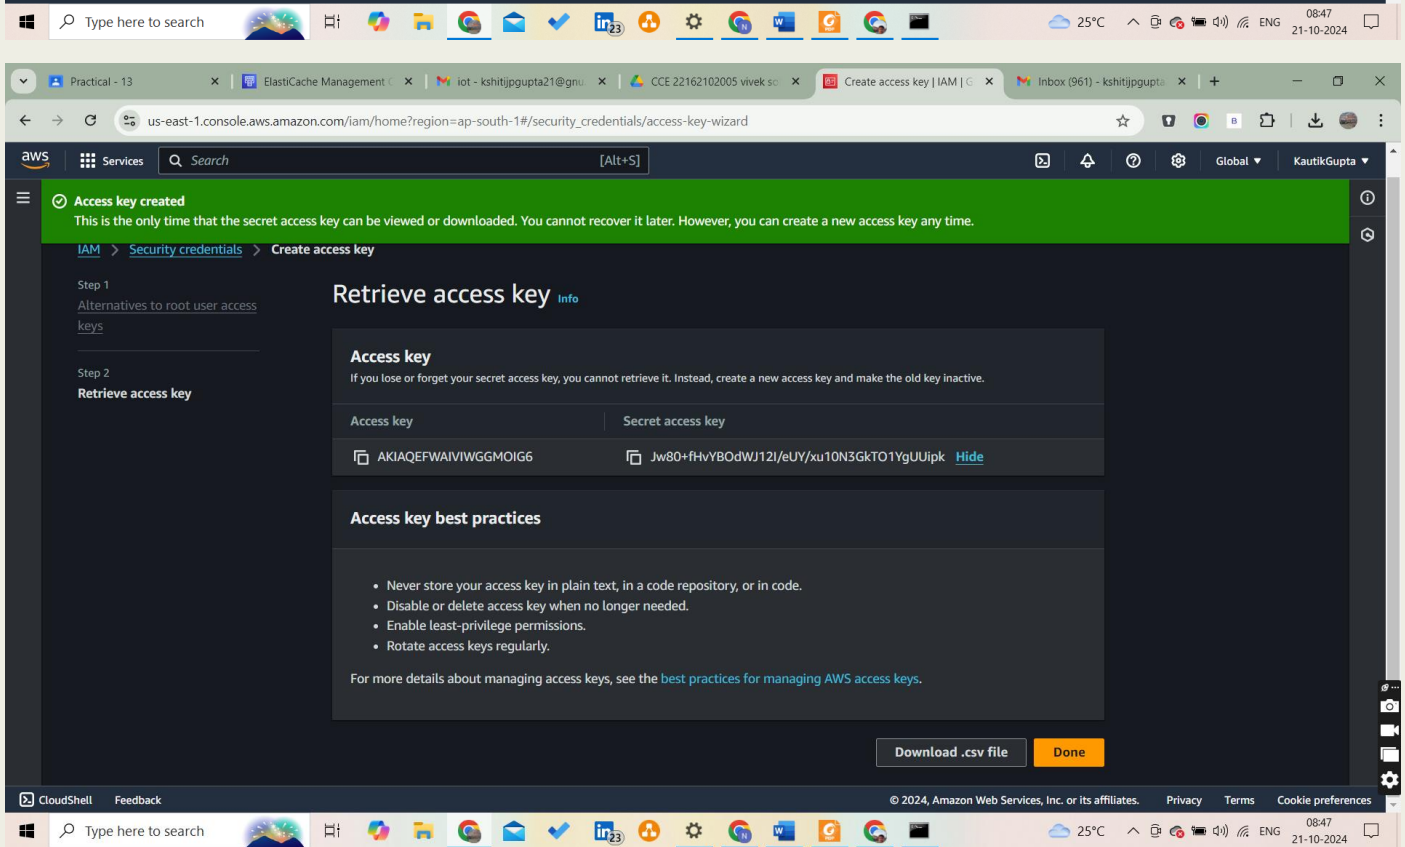 Type here to search
23
25°C
ENG
08:47
21-10-2024
Practical - 13
ElastiCache Management C
iot - kshitijpgupta21@gnu
CCE 22162102005 vivek so
Create access key | IAM | G
Inbox (961) - kshitijpgupta
us-east-1.console.aws.amazon.com/iam/home?region=ap-south-1#/security_credentials/access-key-wizard
aws
Services
Search
[Alt+S]
Global
KautikGupta
Access key created
This is the only time that the secret access key can be viewed or downloaded. You cannot recover it later. However, you can create a new access key any time.
IAM > Security credentials > Create access key
Step 1
Alternatives to root user access
keys
Step 2
Retrieve access key
Retrieve access key Info
Access key
If you lose or forget your secret access key, you cannot retrieve it. Instead, create a new access key and make the old key inactive.
Access key
Secret access key
AKIAQEFWAIVIWGGMOIG6
Hide
Access key best practices
• Never store your access key in plain text, in a code repository, or in code.
• Disable or delete access key when no longer needed.
• Enable least-privilege permissions.
• Rotate access keys regularly.
For more details about managing access keys, see the best practices for managing AWS access keys.
Download .csv file
Done
CloudShell
Feedback
© 2024, Amazon Web Services, Inc. or its affiliates.
Privacy
Terms
Cookie preferences
Type here to search
23
25°C
ENG
08:47
21-10-2024